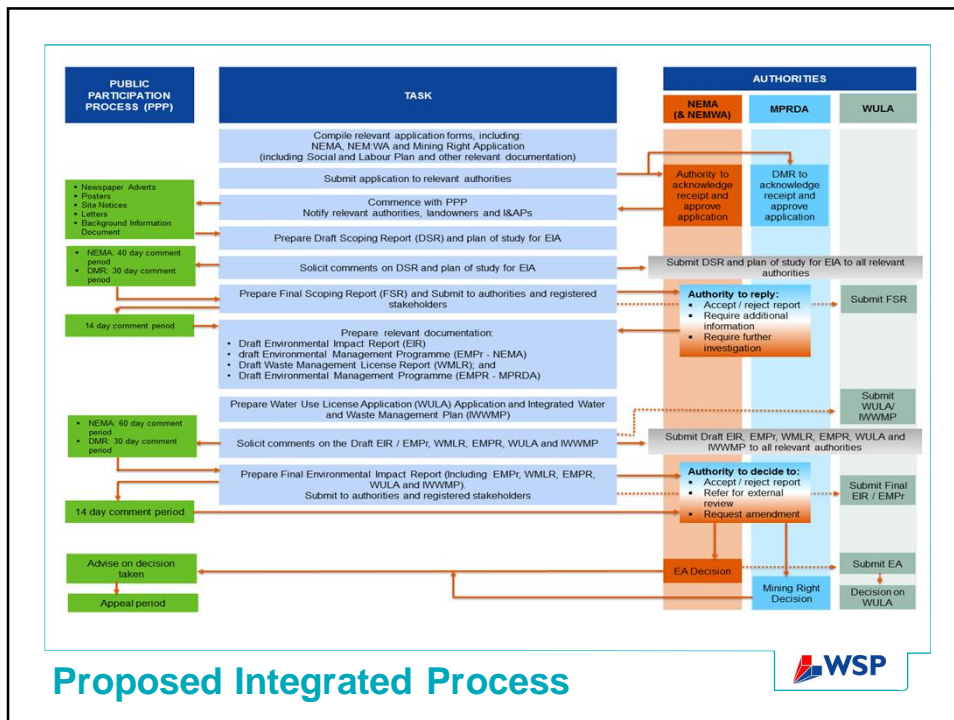 PUBLIC
PARTICIPATION
PROCESS (PPP)
TASK
AUTHORITIES
NEMA
(& NEMWA)
MPRDA
WULA
Compile relevant application forms, including:
NEMA, NEM:WA and Mining Right Application
(including Social and Labour Plan and other relevant documentation)
Submit application to relevant authorities
Authority to
acknowledge
receipt and
approve
application
DMR to
acknowledge
receipt and
approve
application
▪ Newspaper Adverts
▪ Posters
▪ Site Notices
▪ Letters
▪ Background Information
Document
Commence with PPP
Notify relevant authorities, landowners and I&APs
Prepare Draft Scoping Report (DSR) and plan of study for EIA
▪ NEMA: 40 day comment
period
▪ DMR: 30 day comment
period
Solicit comments on DSR and plan of study for EIA
Submit DSR and plan of study for EIA to all relevant
authorities
Prepare Final Scoping Report (FSR) and Submit to authorities and registered
stakeholders
Authority to reply:
▪ Accept / reject report
▪ Require additional
information
▪ Require further
investigation
Submit FSR
14 day comment period
Prepare relevant documentation:
• Draft Environmental Impact Report (EIR)
• draft Environmental Management Programme (EMPr - NEMA)
• Draft Waste Management License Report (WMLR); and
• Draft Environmental Management Programme (EMPR - MPRDA)
Prepare Water Use License Application (WULA) Application and Integrated Water
and Waste Management Plan (IWWMP)
Submit
WULA/
IWWMP
▪ NEMA: 60 day comment
period
▪ DMR: 30 day comment
period
Solicit comments on the Draft EIR / EMPr, WMLR, EMPR, WULA and IWWMP
Submit Draft EIR, EMPr, WMLR, EMPR, WULA and
IWWMP to all relevant authorities
Prepare Final Environmental Impact Report (Including EMPr, WMLR, EMPR,
WULA and IWWMP).
Submit to authorities and registered stakeholders
Authority to decide to:
▪ Accept / reject report
▪ Refer for external
review
▪ Request amendment
Submit Final
EIR / EMPr
14 day comment period
Advise on decision
taken
EA Decision
Submit EA
Appeal period
Mining Right
Decision
Decision on
WULA
Proposed Integrated Process
WSP